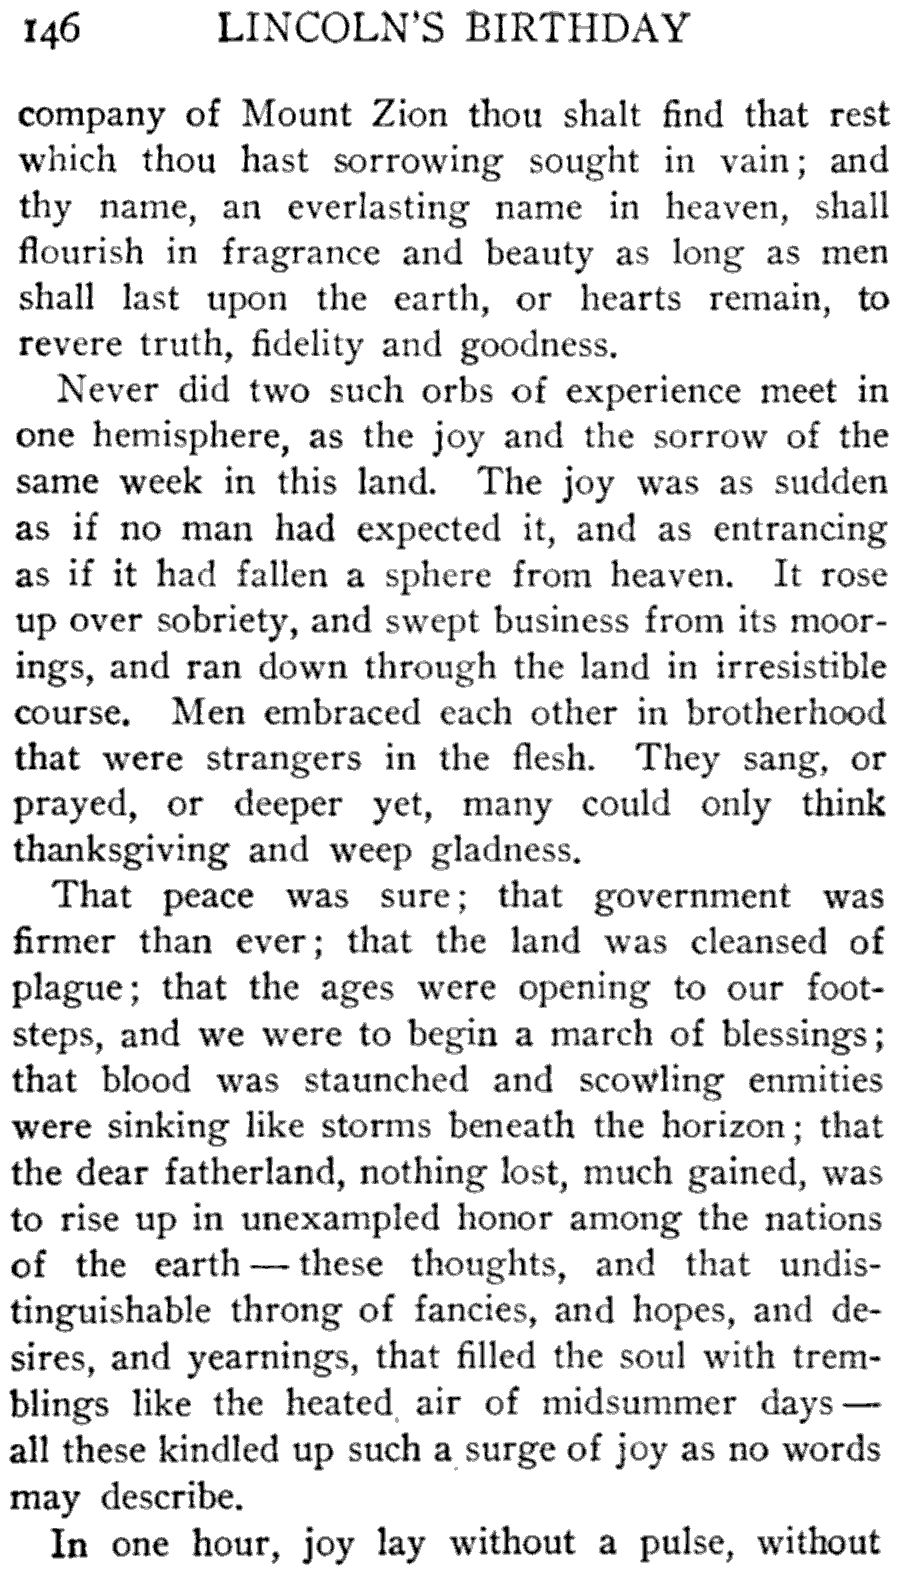 146 LINCOLN'S BIRTHDAY
company of Mount Zion thou shalt find that rest
which thou hast sorrowing sought in vain; and
thy name, an everlasting name in heaven, shall
flourish in fragrance and beauty as long as men
shall last upon the earth, or hearts remain, to
revere truth, fidelity and goodness.
Never did two such orbs of experience meet in
one hemisphere, as the joy and the sorrow of the
same week in this land. The joy was as sudden
as if no man had expected it, and as entrancing
as if it had fallen a sphere from heaven. It rose
up over sobriety, and swept business from its moor-
ings, and ran down through the land in irresistible
course. Men embraced each other in brotherhood
that were strangers in the flesh. They sang, or
prayed, or deeper yet, many could only think
thanksgiving and weep gladness.
That peace was sure; that government was
firmer than ever; that the land was cleansed of
plague; that the ages were opening to our foot-
steps, and we were to begin a march of blessings;
that blood was staunched and scowling enmities
were sinking like storms beneath the horizon; that
the dear fatherland, nothing lost, much gained, was
to rise up in unexampled honor among the nations
of the earth — these thoughts, and that undis-
tinguishable throng of fancies, and hopes, and de-
sires, and yearnings, that filled the soul with trem-
blings like the heated air of midsummer days —
all these kindled up such a surge of joy as no words
may describe.
In one hour, joy lay without a pulse, without